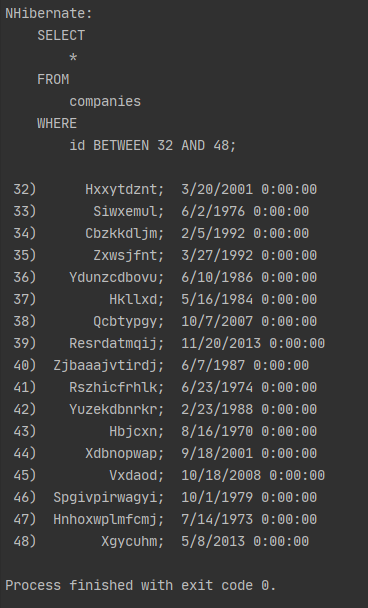 NHibernate:
SELECT
*
FROM
companies
WHERE
id BETWEEN 32 AND 48;
32) Hxxytdznt; 3/20/2001 0:00:00
33) Siwxemul; 6/2/1976 0:00:00
34) Cbzkkdljm; 2/5/1992 0:00:00
35) Zxwsjfnt; 3/27/1992 0:00:00
36) Ydunzcdbovu; 6/10/1986 0:00:00
37) Hkllxd; 5/16/1984 0:00:00
38) Qcbtypgy; 10/7/2007 0:00:00
39) Resrdatmqij; 11/20/2013 0:00:00
40) Zjbaaajvtirdj; 6/7/1987 0:00:00
41) Rszhicfrhlk; 6/23/1974 0:00:00
42) Yuzekdbnrkr; 2/23/1988 0:00:00
43) Hbjcxn; 8/16/1970 0:00:00
44) Xdbnopwap; 9/18/2001 0:00:00
45) Vxdaod; 10/18/2008 0:00:00
46) Spgivpirwagyi; 10/1/1979 0:00:00
47) Hnhoxwplmfcmj; 7/14/1973 0:00:00
48) Xgycuhm; 5/8/2013 0:00:00
Process finished with exit code 0.